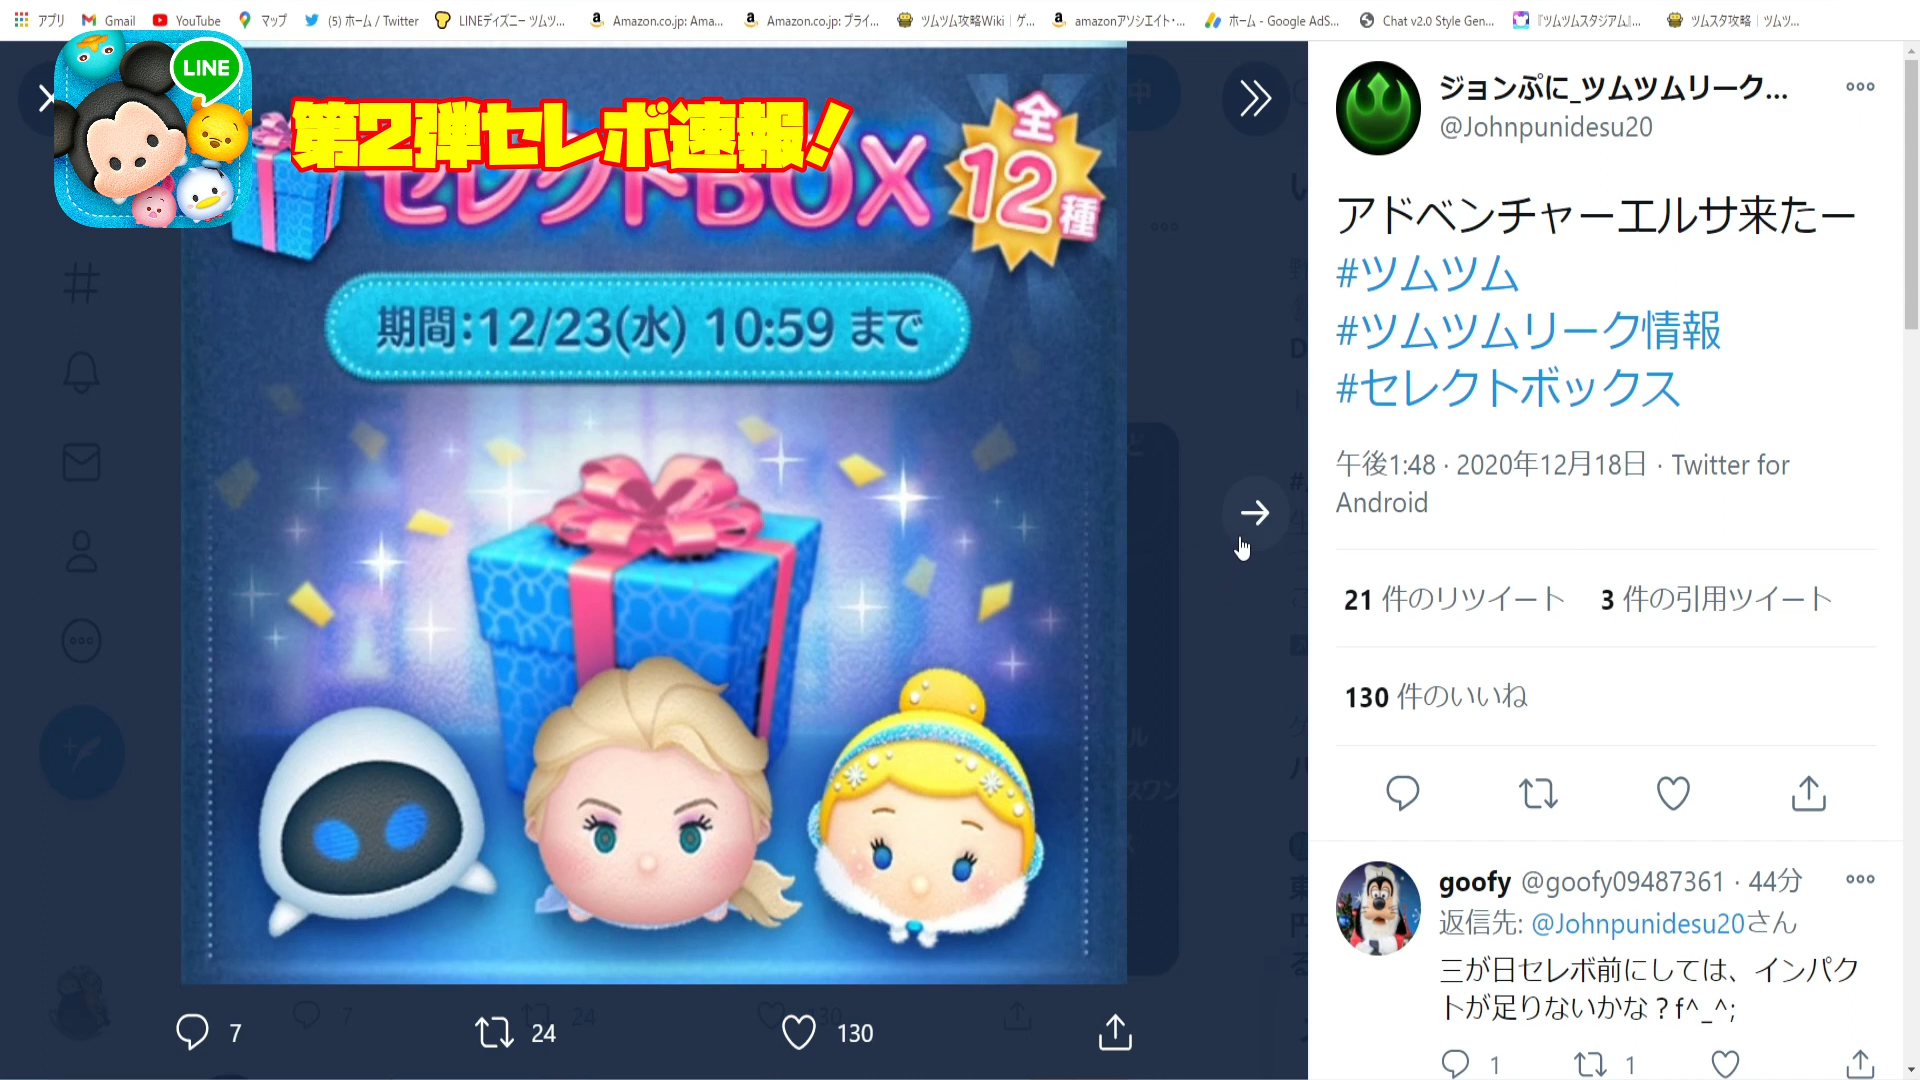 アプリ
Gmail
YouTube
マップ
(5) ホーム / Twitter
LINEディズニー ツムツ...
Amazon.co.jp: Ama...
Amazon.co.jp: プライ...
ツムツム攻略Wiki｜ゲ...
amazonアソシエイト・...
ホーム - Google AdS...
Chat v2.0 Style Gen...
『ツムツムスタジアム』...
ツムスタ攻略｜ツムツ...
LINE
第2弾セレボ速報!
セレクトBOX
全
12
種
期間:12/23(水) 10:59 まで
7
24
130
ジョンぷに_ツムツムリーク...
@Johnpunidesu20
アドベンチャーエルサ来たー
#ツムツム
#ツムツムリーク情報
#セレクトボックス
午後1:48 · 2020年12月18日 · Twitter for
Android
21 件のリツイート 3 件の引用ツイート
130 件のいいね
goofy @goofy09487361 · 44分
返信先: @Johnpunidesu20さん
三が日セレボ前にしては、インパク
トが足りないかな？f^_^;
1
1